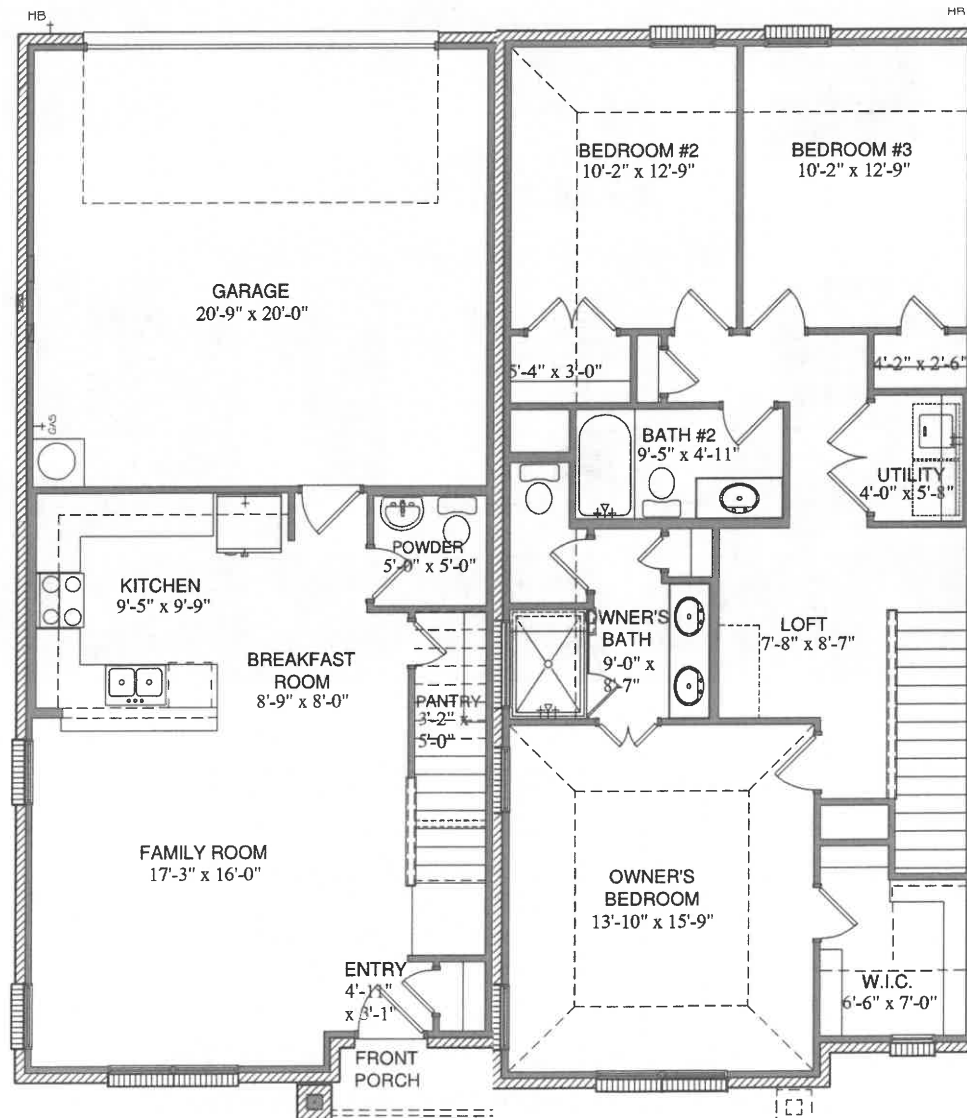 HB
HB
BEDROOM #2
10'-2" x 12'-9"
BEDROOM #3
10'-2" x 12'-9"
GARAGE
20'-9" x 20'-0"
5'-4" x 3'-0"
4'-2" x 2'-6"
GAS
BATH #2
9'-5" x 4'-11"
UTILITY
4'-0" x 5'-8"
POWDER
5'-0" x 5'-0"
KITCHEN
9'-5" x 9'-9"
OWNER'S
BATH
9'-0" x
8'-7"
LOFT
7'-8" x 8'-7"
BREAKFAST
ROOM
8'-9" x 8'-0"
PANTRY
3'-2" x
5'-0"
FAMILY ROOM
17'-3" x 16'-0"
OWNER'S
BEDROOM
13'-10" x 15'-9"
ENTRY
4'-11"
x 3'-1"
W.I.C.
6'-6" x 7'-0"
FRONT
PORCH